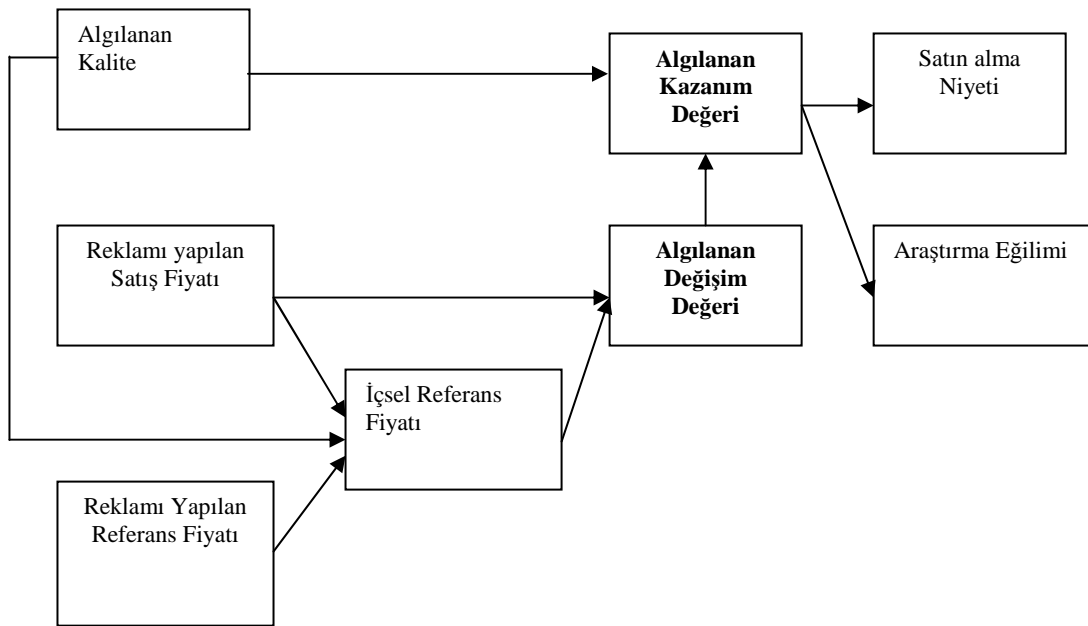 Algılanan
Kalite
Algılanan
Kazanım
Değeri
Satın alma
Niyeti
Reklamı yapılan
Satış Fiyatı
Algılanan
Değişim
Değeri
Araştırma Eğilimi
İçsel Referans
Fiyatı
Reklamı Yapılan
Referans Fiyatı